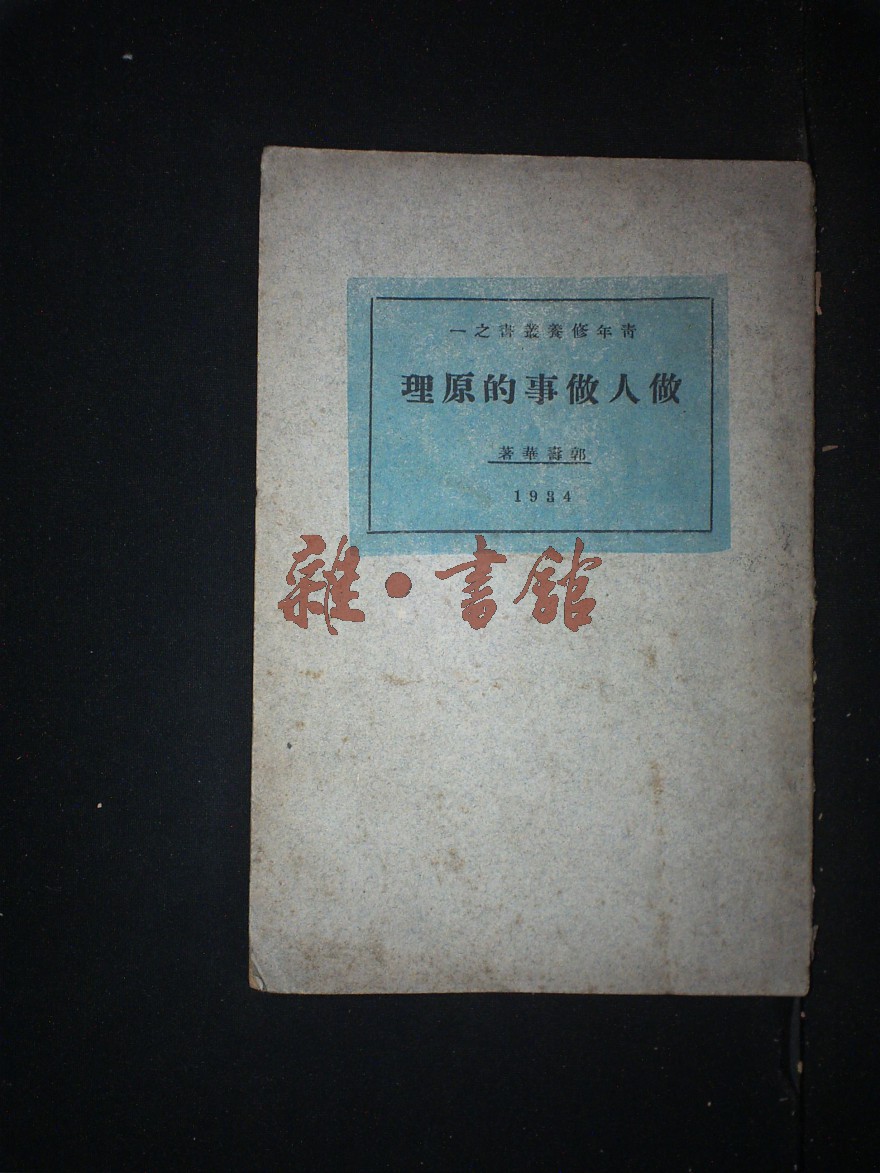 青年修養叢書之一
做人做事的原理
郭壽華著
1934
雜·書館